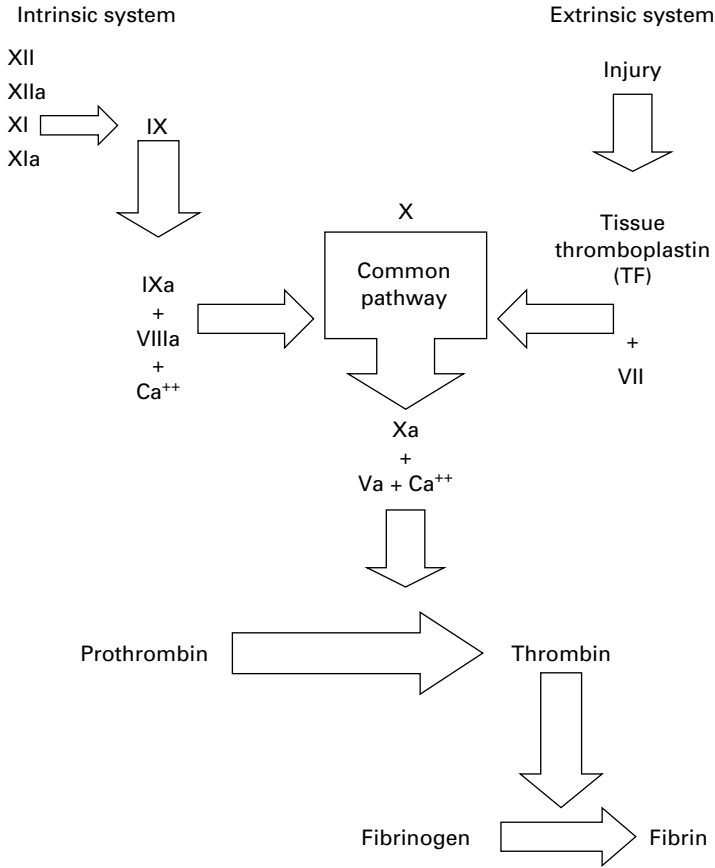 Intrinsic system
Extrinsic system
XII
XIIa
XI
XIa
IX
Injury
X
Common
pathway
Tissue
thromboplastin
(TF)
+
VII
IXa
+
VIIIa
+
Ca++
Xa
+
Va + Ca++
Prothrombin
Thrombin
Fibrinogen
Fibrin